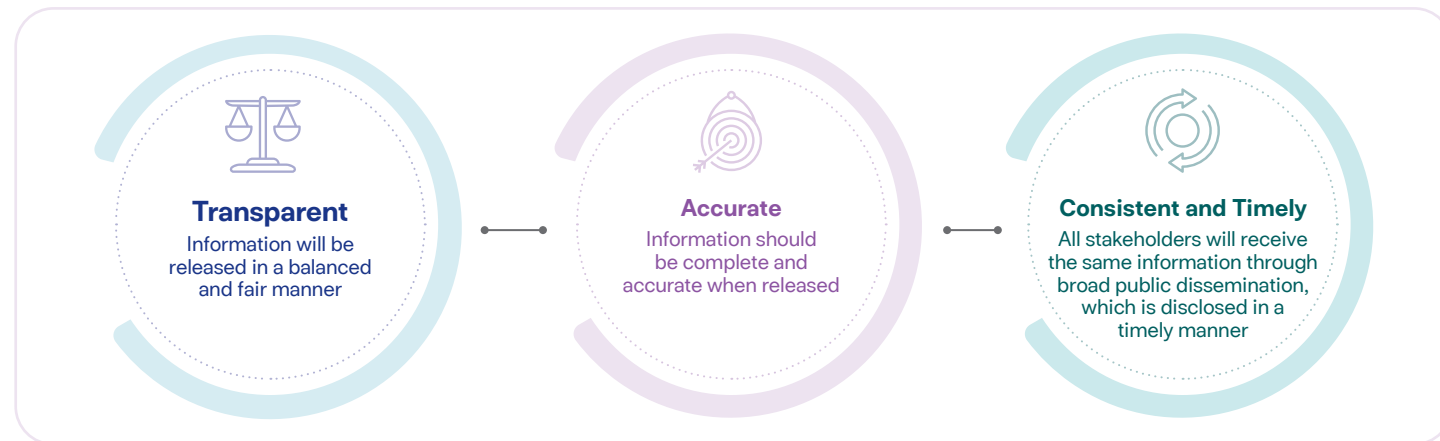 Transparent
Information will be
released in a balanced
and fair manner
Accurate
Information should
be complete and
accurate when released
Consistent and Timely
All stakeholders will receive
the same information through
broad public dissemination,
which is disclosed in a
timely manner